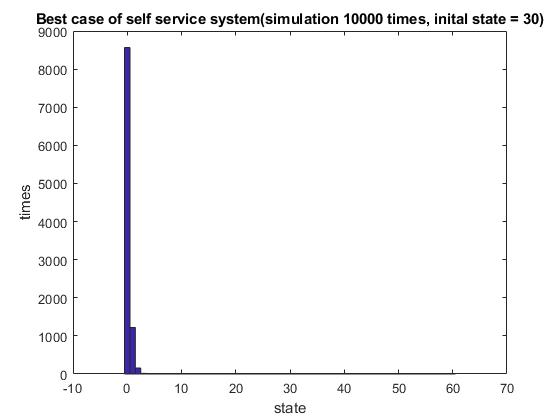 Best case of self service system(simulation 10000 times, inital state = 30)
9000
8000
7000
6000
5000
4000
3000
2000
1000
0
times
-10 0 10 20 30 40 50 60 70
state